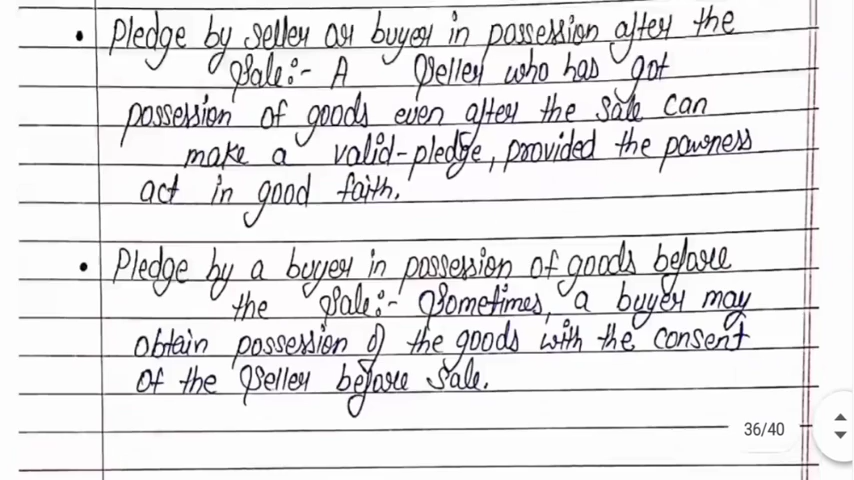 • Pledge by seller or buyer in possession after the
Sale:- A Seller who has got
possession of goods even after the sale can
make a valid-pledge, provided the pawness
act in good faith.
• Pledge by a buyer in possession of goods before
the Sale:- Sometimes, a buyer may
obtain possession of the goods with the consent
of the Seller before sale.
36/40